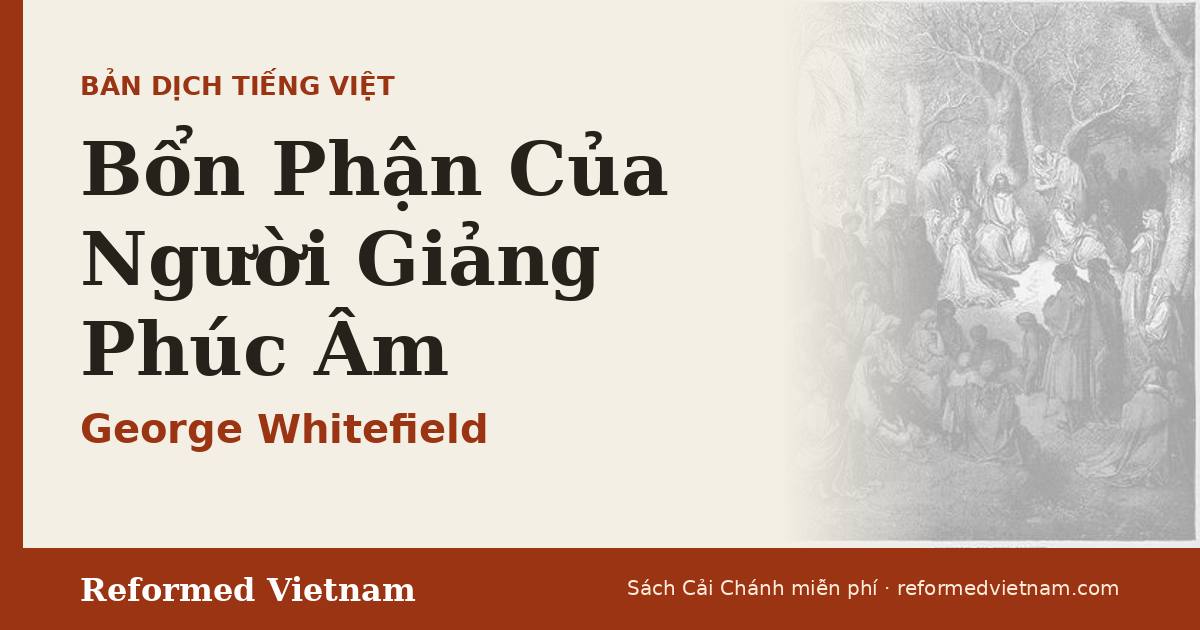 BẢN DỊCH TIẾNG VIỆT
Bổn Phận Của
Người Giảng
Phúc Âm
George Whitefield
Reformed Vietnam
Sách Cải Chánh miễn phí · reformedvietnam.com